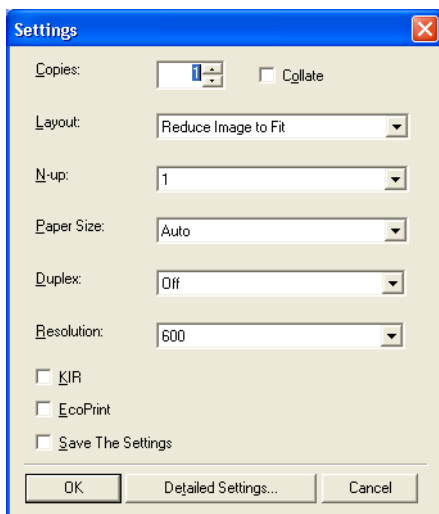 Settings
Copies: 1 Collate
Layout: Reduce Image to Fit
N-up: 1
Paper Size: Auto
Duplex: Off
Resolution: 600
KIR
EcoPrint
Save The Settings
OK Detailed Settings... Cancel